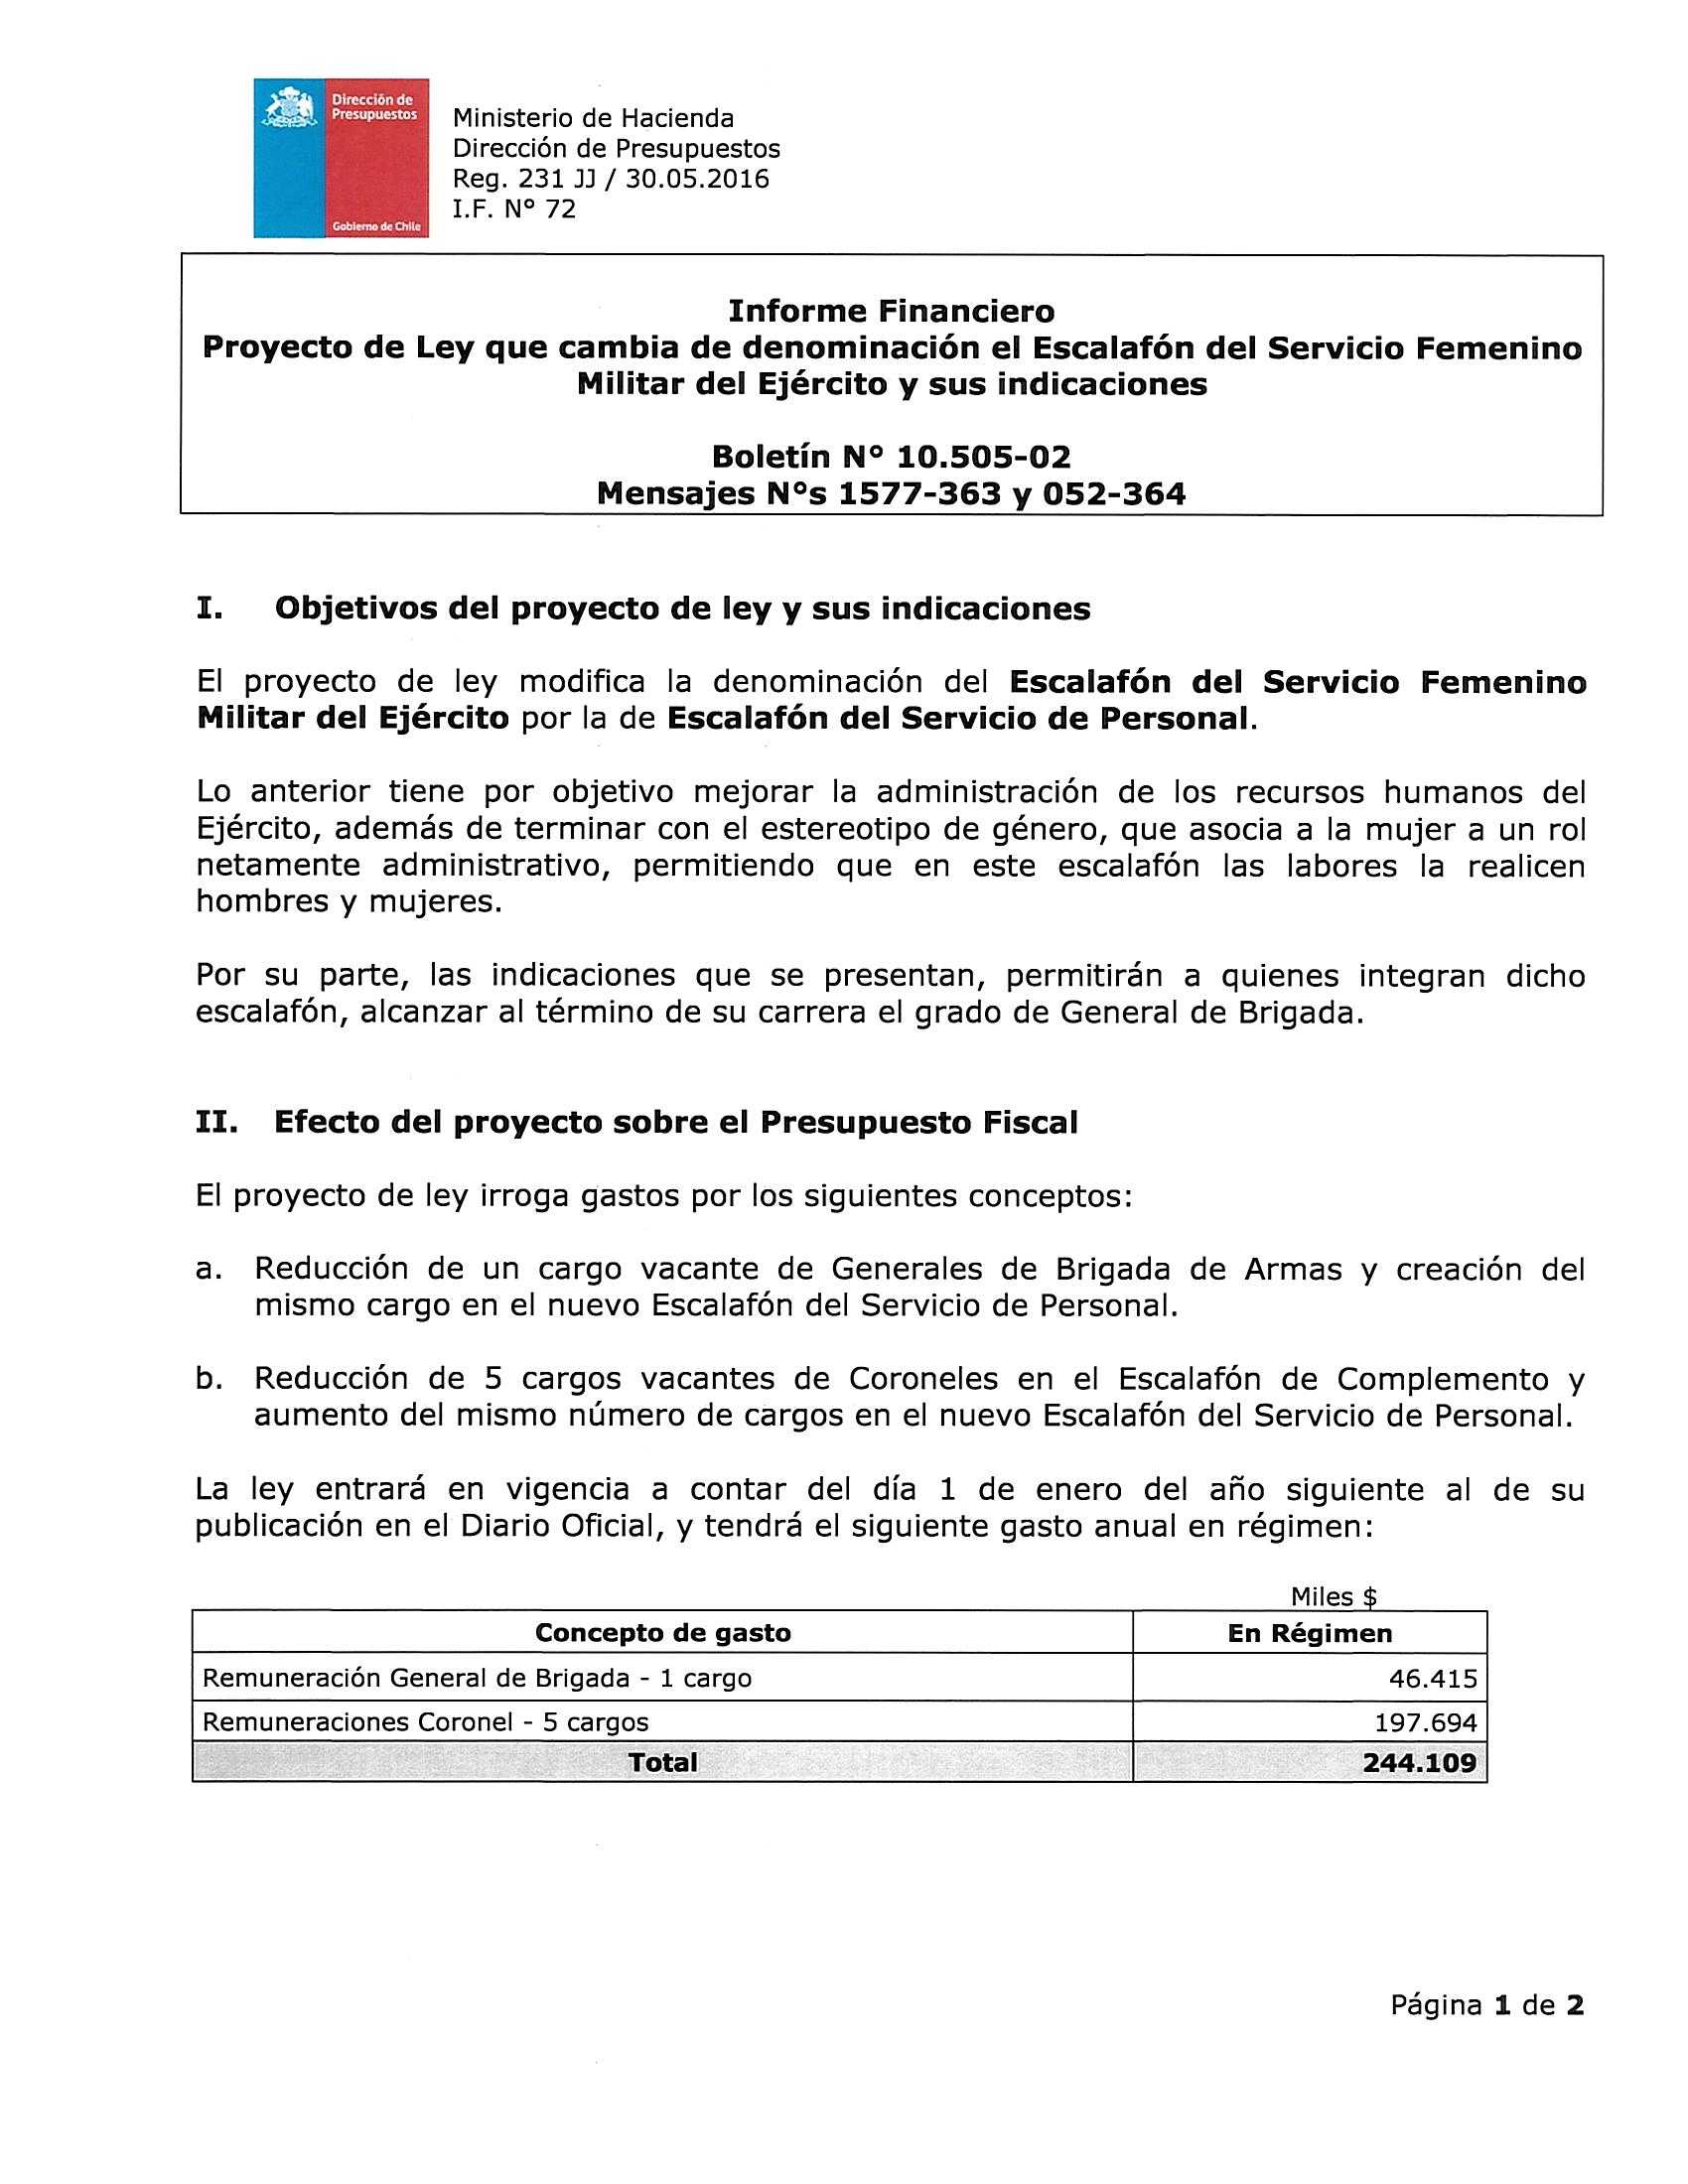 Dirección de
Presupuestos
Gobierno de Chile
Ministerio de Hacienda
Dirección de Presupuestos
Reg. 231 JJ / 30.05.2016
I.F. N° 72
Informe Financiero
Proyecto de Ley que cambia de denominación el Escalafón del Servicio Femenino
Militar del Ejército y sus indicaciones
Boletín N° 10.505-02
Mensajes N°s 1577-363 y 052-364
I. Objetivos del proyecto de ley y sus indicaciones
El proyecto de ley modifica la denominación del Escalafón del Servicio Femenino
Militar del Ejército por la de Escalafón del Servicio de Personal.
Lo anterior tiene por objetivo mejorar la administración de los recursos humanos del
Ejército, además de terminar con el estereotipo de género, que asocia a la mujer a un rol
netamente administrativo, permitiendo que en este escalafón las labores la realicen
hombres y mujeres.
Por su parte, las indicaciones que se presentan, permitirán a quienes integran dicho
escalafón, alcanzar al término de su carrera el grado de General de Brigada.
II. Efecto del proyecto sobre el Presupuesto Fiscal
El proyecto de ley irroga gastos por los siguientes conceptos:
a. Reducción de un cargo vacante de Generales de Brigada de Armas y creación del
mismo cargo en el nuevo Escalafón del Servicio de Personal.
b. Reducción de 5 cargos vacantes de Coroneles en el Escalafón de Complemento y
aumento del mismo número de cargos en el nuevo Escalafón del Servicio de Personal.
La ley entrará en vigencia a contar del día 1 de enero del año siguiente al de su
publicación en el Diario Oficial, y tendrá el siguiente gasto anual en régimen:
Miles $
Concepto de gasto En Régimen
Remuneración General de Brigada - 1 cargo 46.415
Remuneraciones Coronel - 5 cargos 197.694
Total 244.109
Página 1 de 2